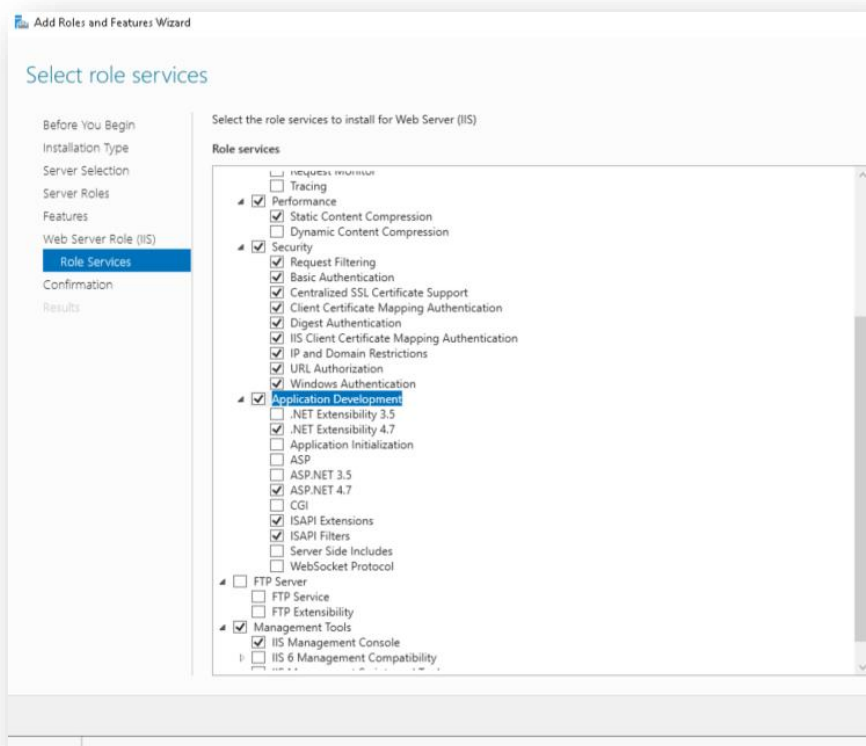 Add Roles and Features Wizard
Select role services
Before You Begin
Installation Type
Server Selection
Server Roles
Features
Web Server Role (IIS)
Role Services
Confirmation
Results
Select the role services to install for Web Server (IIS)
Role services
Request Monitor
Tracing
Performance
Static Content Compression
Dynamic Content Compression
Security
Request Filtering
Basic Authentication
Centralized SSL Certificate Support
Client Certificate Mapping Authentication
Digest Authentication
IIS Client Certificate Mapping Authentication
IP and Domain Restrictions
URL Authorization
Windows Authentication
Application Development
.NET Extensibility 3.5
.NET Extensibility 4.7
Application Initialization
ASP
ASP.NET 3.5
ASP.NET 4.7
CGI
ISAPI Extensions
ISAPI Filters
Server Side Includes
WebSocket Protocol
FTP Server
FTP Service
FTP Extensibility
Management Tools
IIS Management Console
IIS 6 Management Compatibility